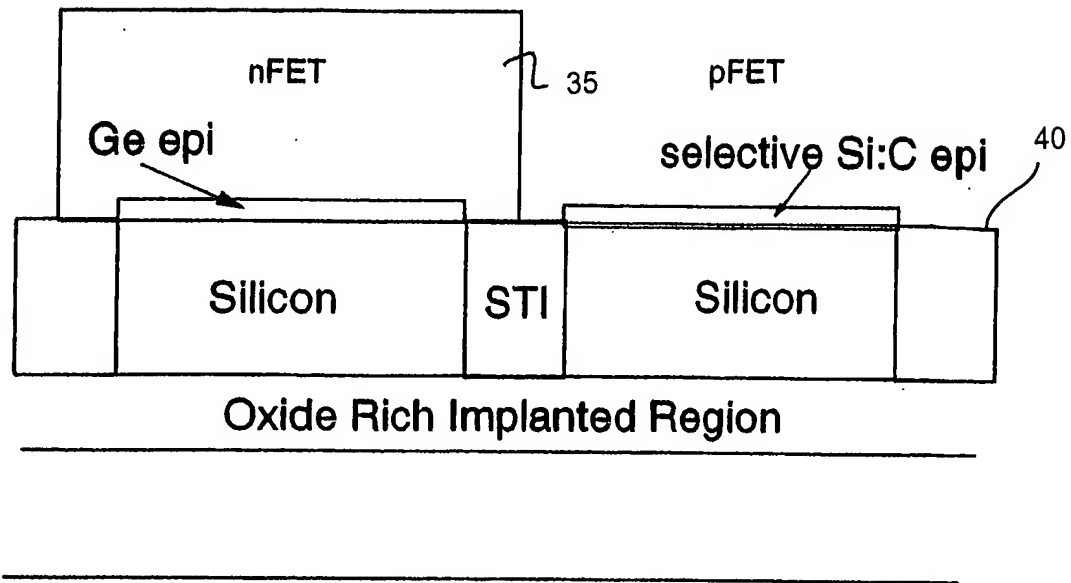 nFET
35
pFET
Ge epi
selective Si:C epi
40
Silicon
STI
Silicon
Oxide Rich Implanted Region